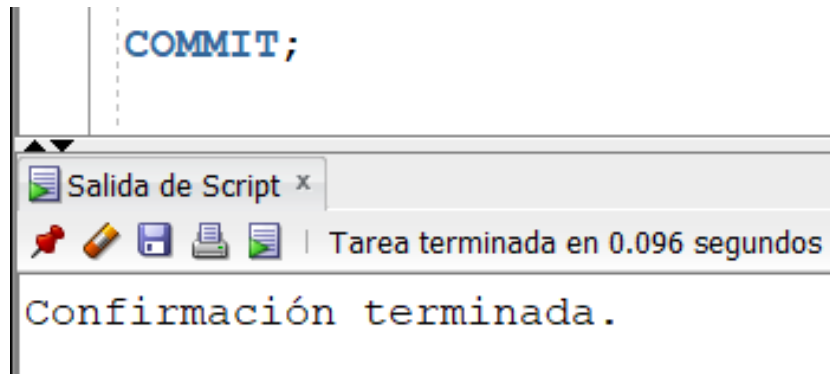 COMMIT;
Salida de Script x
Tarea terminada en 0.096 segundos
Confirmación terminada.